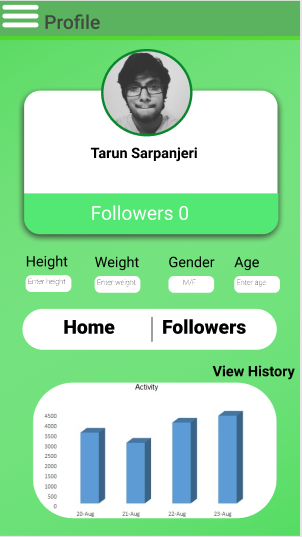 Profile
Tarun Sarpanjeri
Followers 0
Height Weight Gender Age
Enter height Enter weight M/F Enter age
Home Followers
View History
Activity
4500
4000
3500
3000
2500
2000
1500
1000
500
0
20-Aug 21-Aug 22-Aug 23-Aug